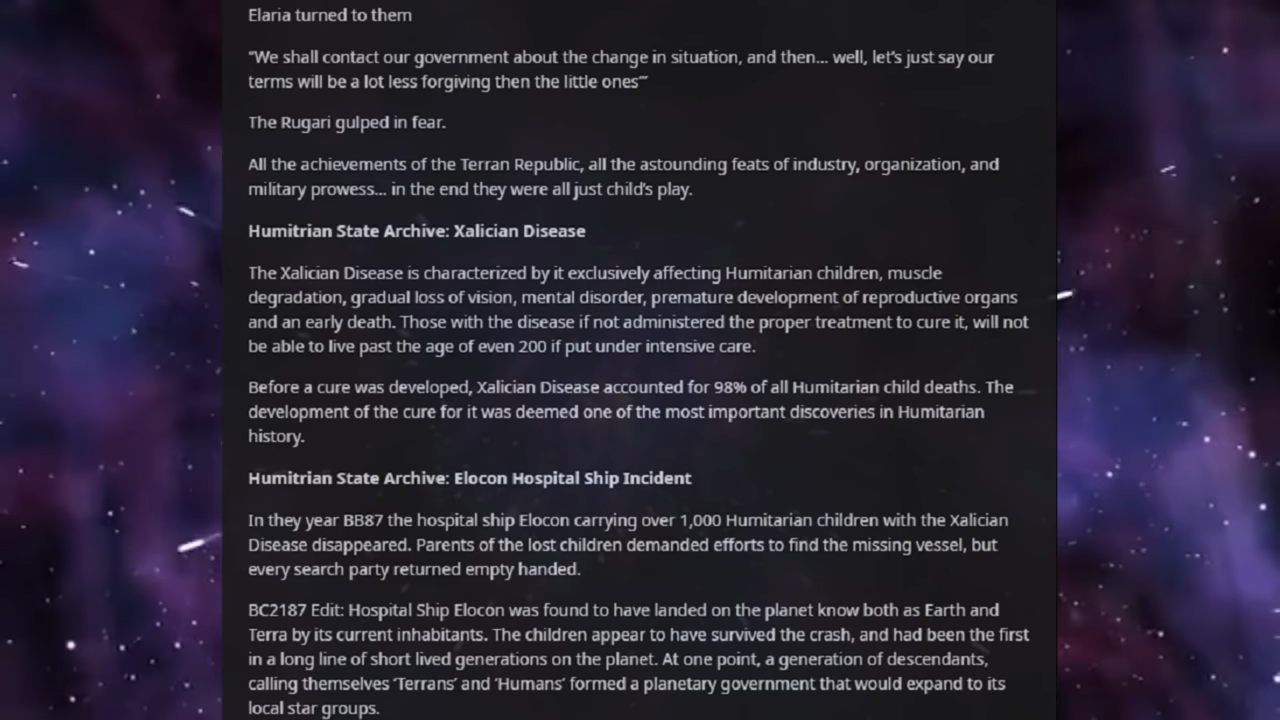 Elaria turned to them
“We shall contact our government about the change in situation, and then... well, let’s just say our
terms will be a lot less forgiving then the little ones’”
The Rugari gulped in fear.
All the achievements of the Terran Republic, all the astounding feats of industry, organization, and
military prowess... in the end they were all just child’s play.
Humitrian State Archive: Xalician Disease
The Xalician Disease is characterized by it exclusively affecting Humitarian children, muscle
degradation, gradual loss of vision, mental disorder, premature development of reproductive organs
and an early death. Those with the disease if not administered the proper treatment to cure it, will not
be able to live past the age of even 200 if put under intensive care.
Before a cure was developed, Xalician Disease accounted for 98% of all Humitarian child deaths. The
development of the cure for it was deemed one of the most important discoveries in Humitarian
history.
Humitrian State Archive: Elocon Hospital Ship Incident
In they year BB87 the hospital ship Elocon carrying over 1,000 Humitarian children with the Xalician
Disease disappeared. Parents of the lost children demanded efforts to find the missing vessel, but
every search party returned empty handed.
BC2187 Edit: Hospital Ship Elocon was found to have landed on the planet know both as Earth and
Terra by its current inhabitants. The children appear to have survived the crash, and had been the first
in a long line of short lived generations on the planet. At one point, a generation of descendants,
calling themselves ‘Terrans’ and ‘Humans’ formed a planetary government that would expand to its
local star groups.